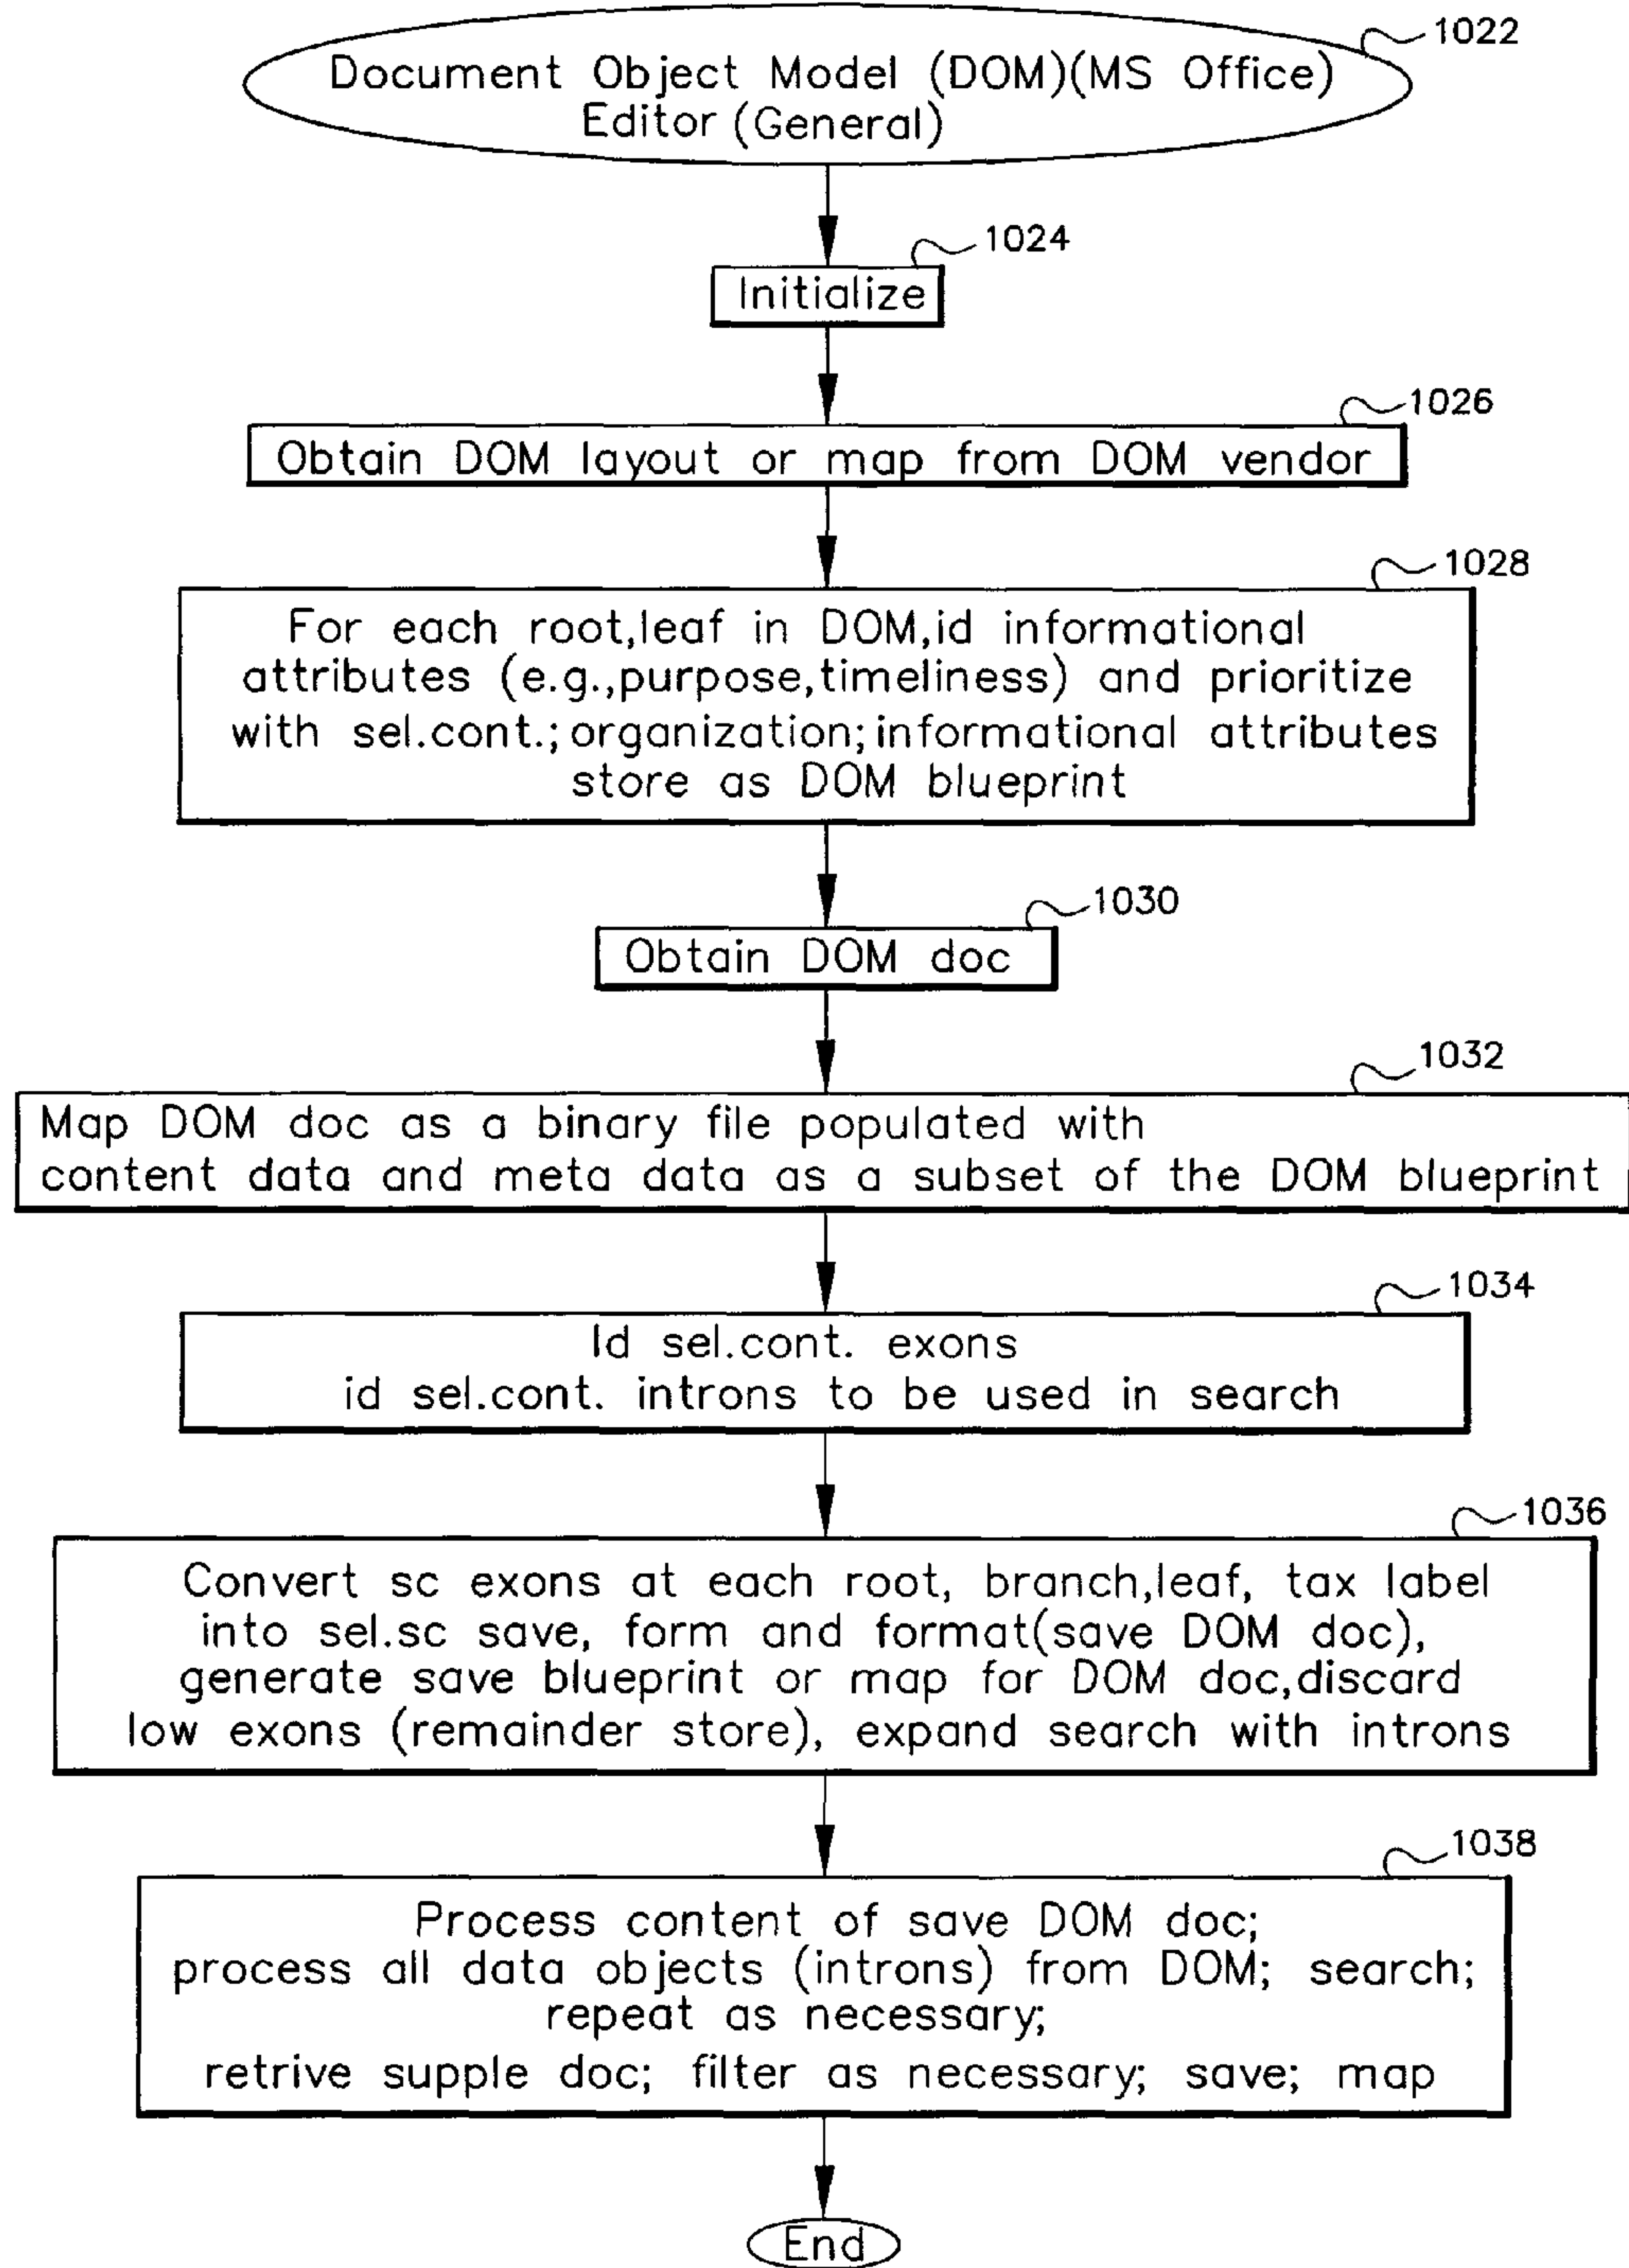 1022
Document Object Model (DOM)(MS Office)
Editor (General)
1024
Initialize
1026
Obtain DOM layout or map from DOM vendor
1028
For each root,leaf in DOM,id informational
attributes (e.g.,purpose,timeliness) and prioritize
with sel.cont.;organization;informational attributes
store as DOM blueprint
1030
Obtain DOM doc
1032
Map DOM doc as a binary file populated with
content data and meta data as a subset of the DOM blueprint
1034
Id sel.cont. exons
id sel.cont. introns to be used in search
1036
Convert sc exons at each root, branch,leaf, tax label
into sel.sc save, form and format(save DOM doc),
generate save blueprint or map for DOM doc,discard
low exons (remainder store), expand search with introns
1038
Process content of save DOM doc;
process all data objects (introns) from DOM; search;
repeat as necessary;
retrive supple doc; filter as necessary; save; map
End